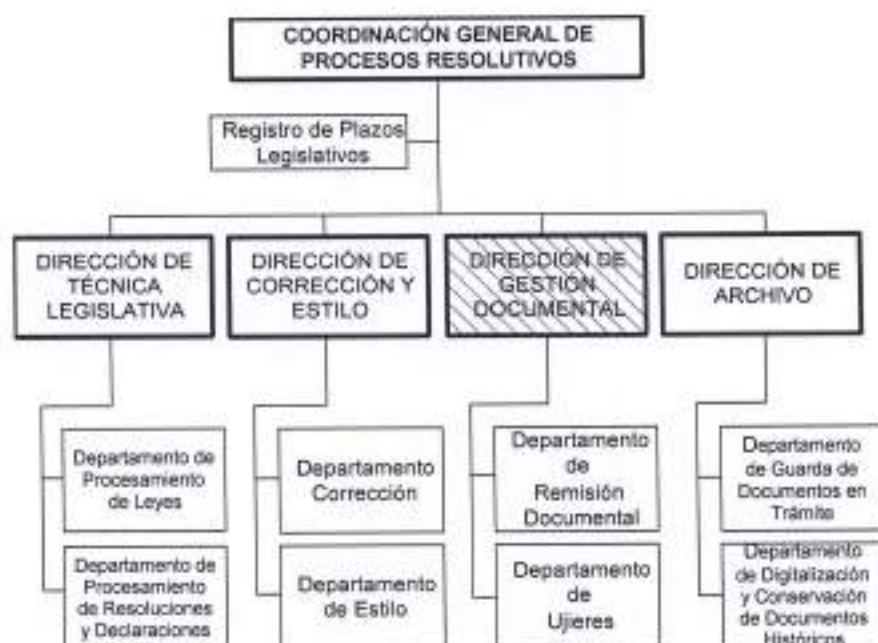 COORDINACIÓN GENERAL DE
PROCESOS RESOLUTIVOS
Registro de Plazos
Legislativos
DIRECCIÓN DE
TÉCNICA
LEGISLATIVA
DIRECCIÓN DE
CORRECCIÓN Y
ESTILO
DIRECCIÓN DE
GESTIÓN
DOCUMENTAL
DIRECCIÓN DE
ARCHIVO
Departamento de
Procesamiento
de Leyes
Departamento
Corrección
Departamento
de
Remisión
Documental
Departamento
de Guarda de
Documentos en
Trámite
Departamento de
Procesamiento
de Resoluciones
y Declaraciones
Departamento
de Estilo
Departamento
de
Ujieres
Departamento
de Digitalización
y Conservación
de Documentos
Históricos